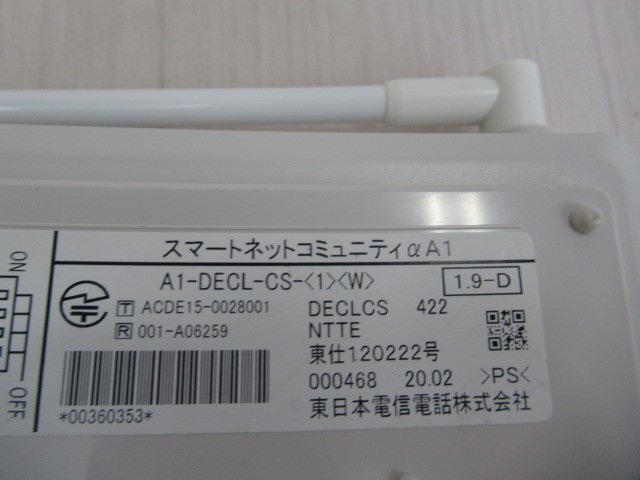 スマートネットコミュニティαA1
A1-DECL-CS-<1><W>
1.9-D
T ACDE15-0028001
DECLCS 422
R 001-A06259
NTTE
東仕120222号
000468 20.02 >PS<
*00360353*
東日本電信電話株式会社
ON
OFF